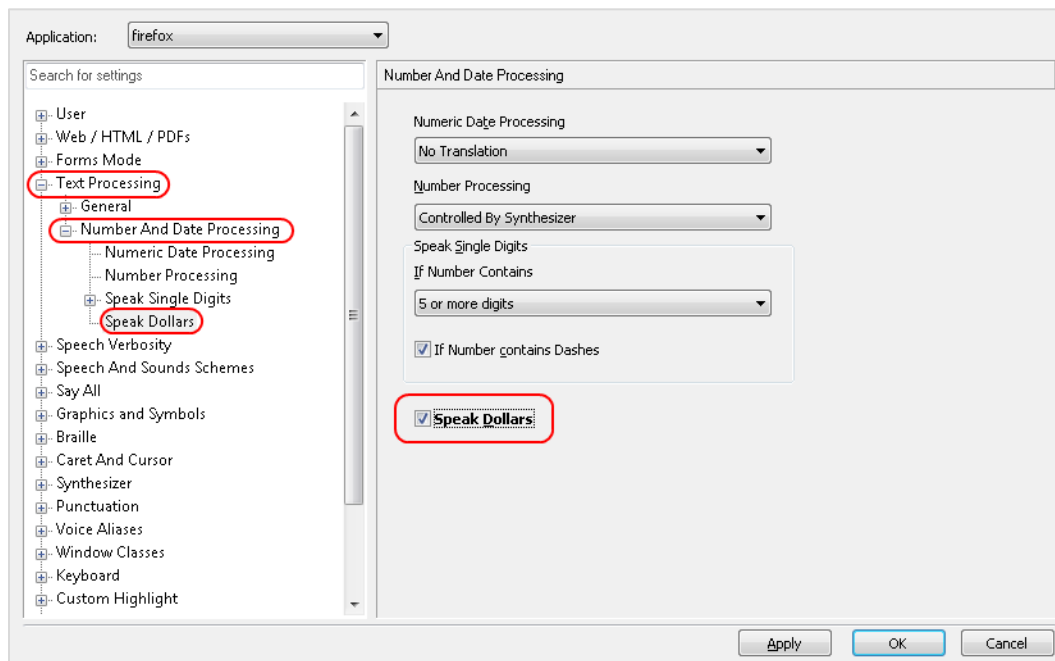 Application: firefox
Search for settings
User
Web / HTML / PDFs
Forms Mode
Text Processing
General
Number And Date Processing
Numeric Date Processing
Number Processing
Speak Single Digits
Speak Dollars
Speech Verbosity
Speech And Sounds Schemes
Say All
Graphics and Symbols
Braille
Caret And Cursor
Synthesizer
Punctuation
Voice Aliases
Window Classes
Keyboard
Custom Highlight
Number And Date Processing
Numeric Date Processing
No Translation
Number Processing
Controlled By Synthesizer
Speak Single Digits
If Number Contains
5 or more digits
If Number contains Dashes
Speak Dollars
Apply OK Cancel